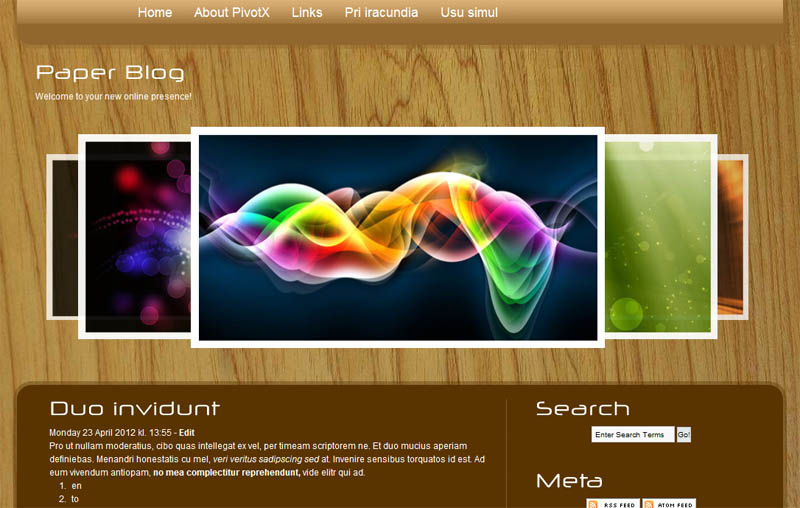 Home About PivotX Links Pri iracundia Usu simul
Paper Blog
Welcome to your new online presence!
Duo invidunt
Monday 23 April 2012 kl. 13:55 - Edit
Pro ut nullam moderatius, cibo quas intellegat ex vel, per timeam scriptorem ne. Et duo mucius aperiam
definiebas. Menandri honestatis cu mel, veri veritus sadipscing sed at. Invenire sensibus torquatos id est. Ad
eum vivendum antiopam, no mea complectitur reprehendunt, vide elitr qui ad.
1. en
2. to
Search
Enter Search Terms Go!
Meta
RSS FEED ATOM FEED